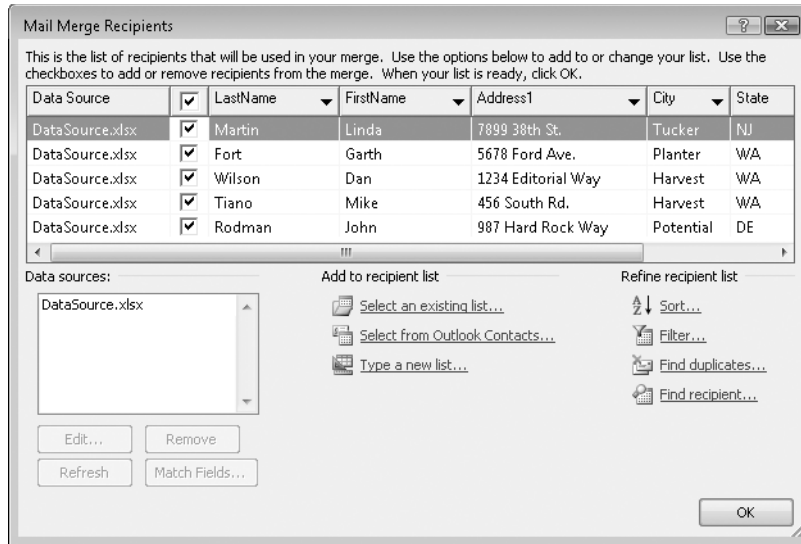 Mail Merge Recipients
This is the list of recipients that will be used in your merge. Use the options below to add to or change your list. Use the
checkboxes to add or remove recipients from the merge. When your list is ready, click OK.
Data Source LastName FirstName Address1 City State
DataSource.xlsx Martin Linda 7899 38th St. Tucker NJ
DataSource.xlsx Fort Garth 5678 Ford Ave. Planter WA
DataSource.xlsx Wilson Dan 1234 Editorial Way Harvest WA
DataSource.xlsx Tiano Mike 456 South Rd. Harvest WA
DataSource.xlsx Rodman John 987 Hard Rock Way Potential DE
Data sources: Add to recipient list Refine recipient list
DataSource.xlsx Select an existing list... Sort...
Select from Outlook Contacts... Filter...
Type a new list... Find duplicates...
Find recipient...
Edit... Remove
Refresh Match Fields...
OK